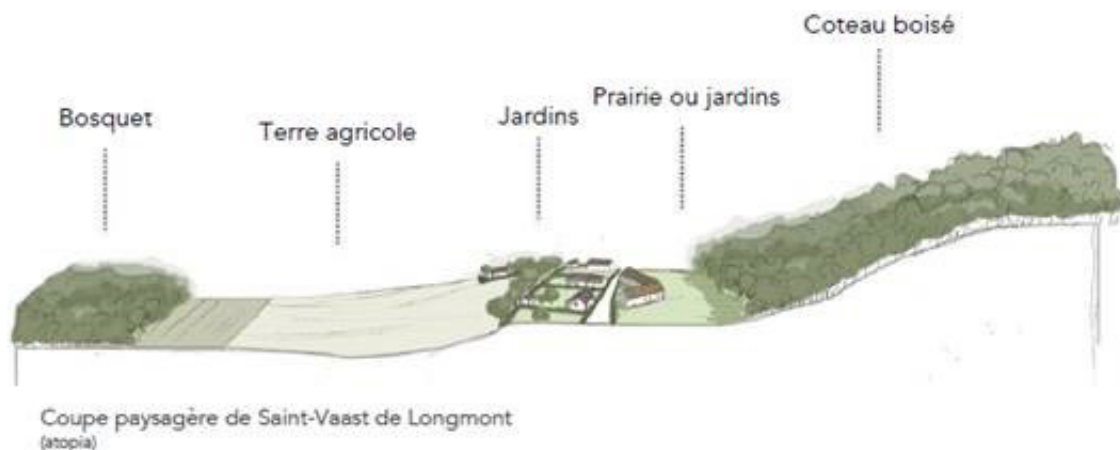 Coteau boisé
Prairie ou jardins
Bosquet
Jardins
Terre agricole
Coupe paysagère de Saint-Vaast de Longmont
(atopia)